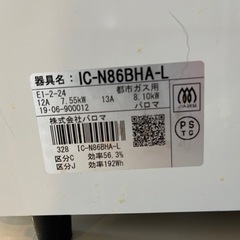 器具名： IC-N86BHA-L
E1-2-24 都市ガス用
12A 7.55kW 13A 8.10kW
19·06-900012 パロマ
株式会社パロマ
328 IC-N86BHA-L
区分C 効率56.3%
区分J 効率192Wh
JIA
PS
TC